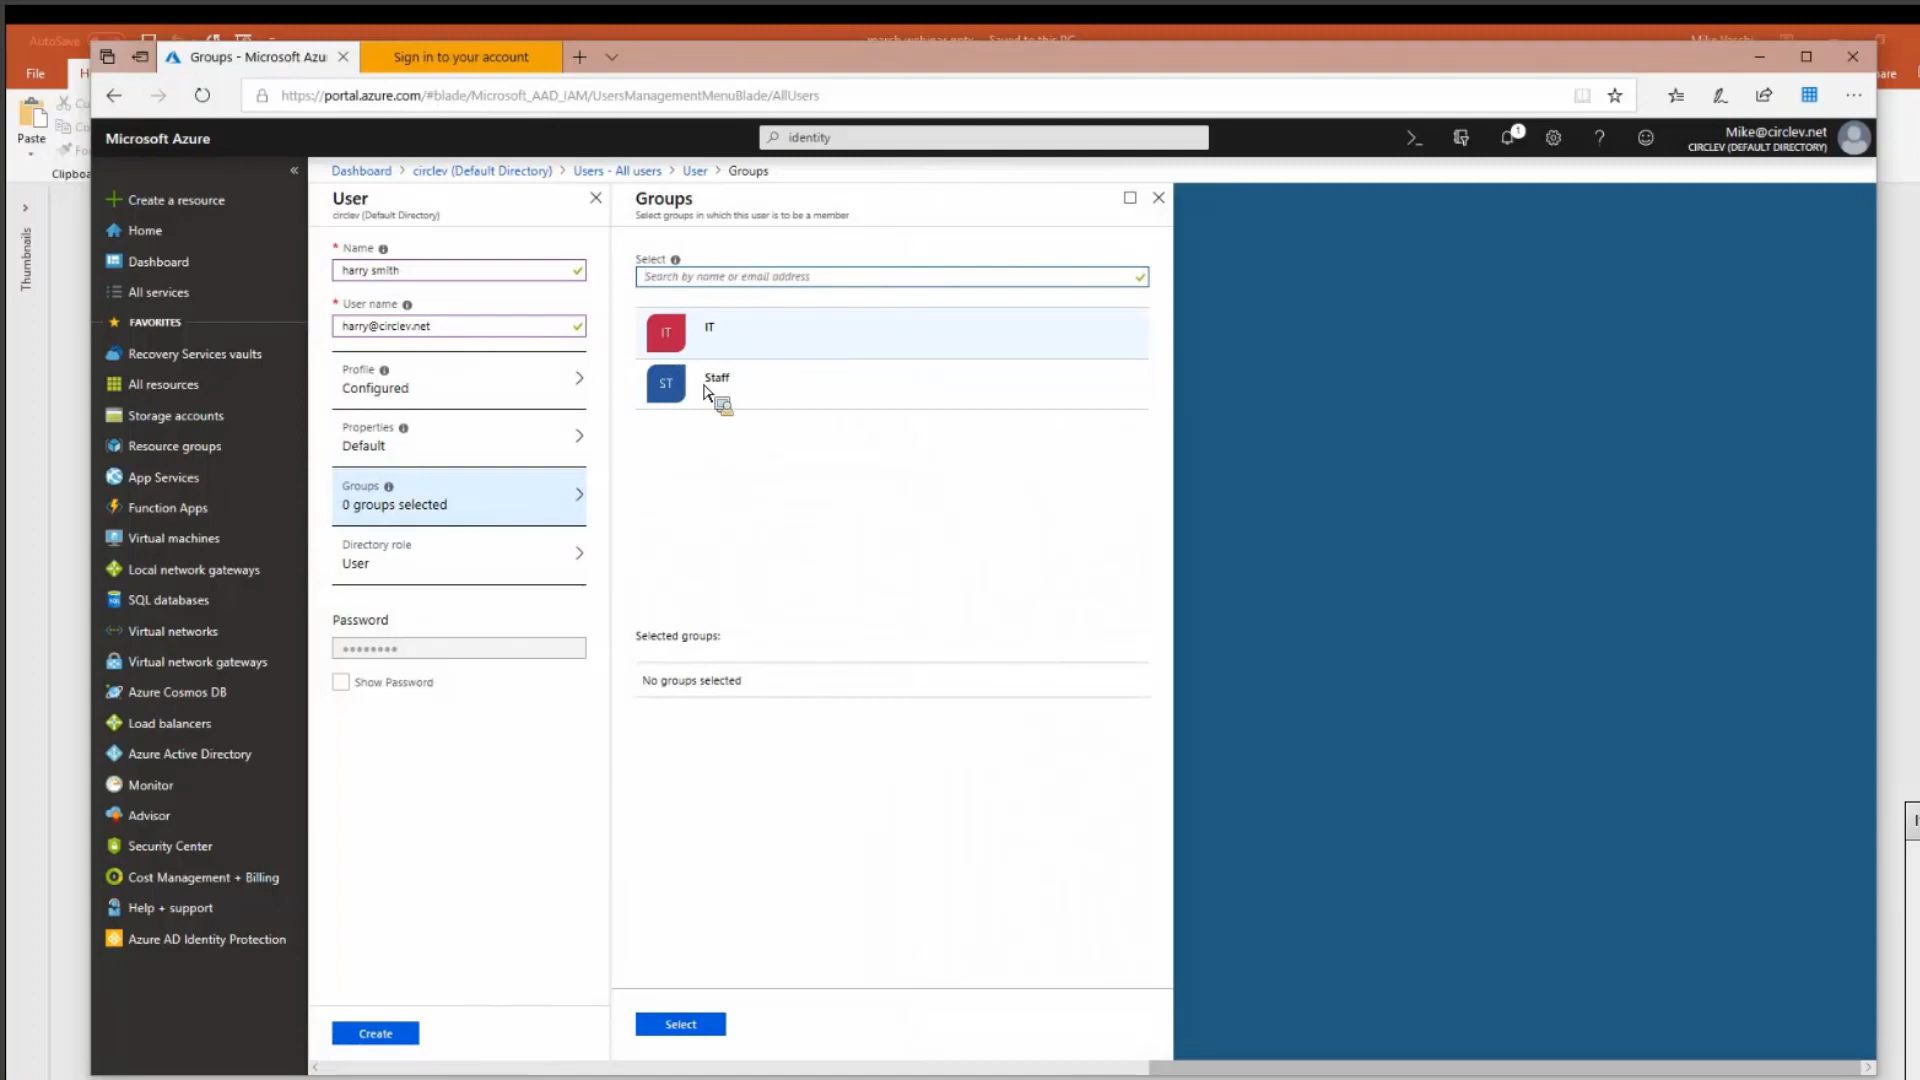 AutoSave
File
Paste
Clipboa
Thumbnails
Groups - Microsoft Azu
Sign in to your account
https://portal.azure.com/#blade/Microsoft_AAD_IAM/UsersManagementMenuBlade/AllUsers
Microsoft Azure
identity
1
Mike@circlev.net
CIRCLEV (DEFAULT DIRECTORY)
Create a resource
Home
Dashboard
All services
FAVORITES
Recovery Services vaults
All resources
Storage accounts
Resource groups
App Services
Function Apps
Virtual machines
Local network gateways
SQL databases
Virtual networks
Virtual network gateways
Azure Cosmos DB
Load balancers
Azure Active Directory
Monitor
Advisor
Security Center
Cost Management + Billing
Help + support
Azure AD Identity Protection
Dashboard > circlev (Default Directory) > Users - All users > User > Groups
User
circlev (Default Directory)
* Name
harry smith
* User name
harry@circlev.net
Profile
Configured
Properties
Default
Groups
0 groups selected
Directory role
User
Password
Show Password
Create
Groups
Select groups in which this user is to be a member
Select
Search by name or email address
IT
IT
ST
Staff
Selected groups:
No groups selected
Select